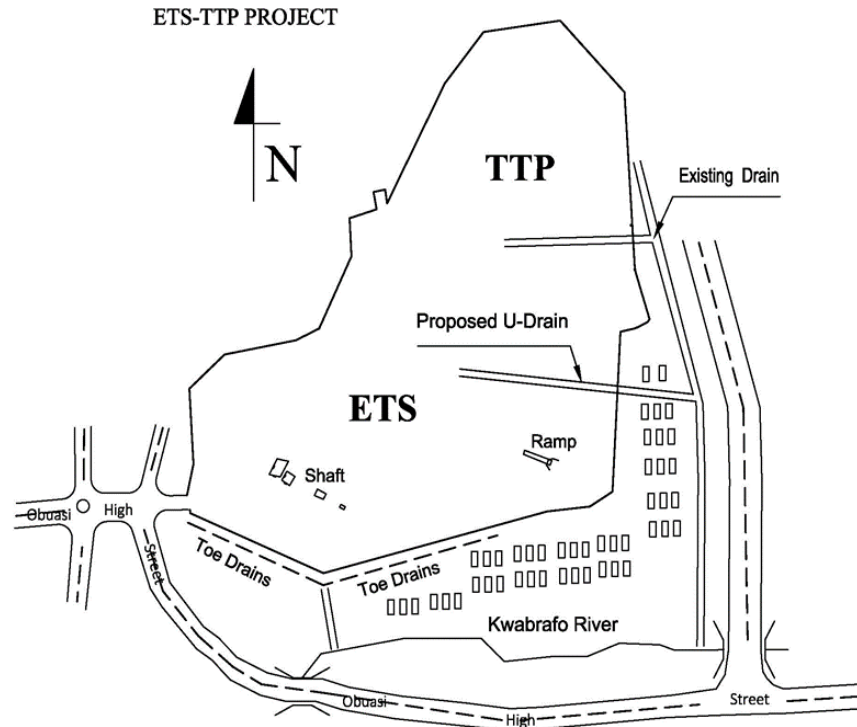 ETS-TTP PROJECT
N
TTP
Existing Drain
Proposed U-Drain
ETS
Ramp
Shaft
Obuasi High Street
Toe Drains
Toe Drains
Kwabrafo River
Obuasi High Street